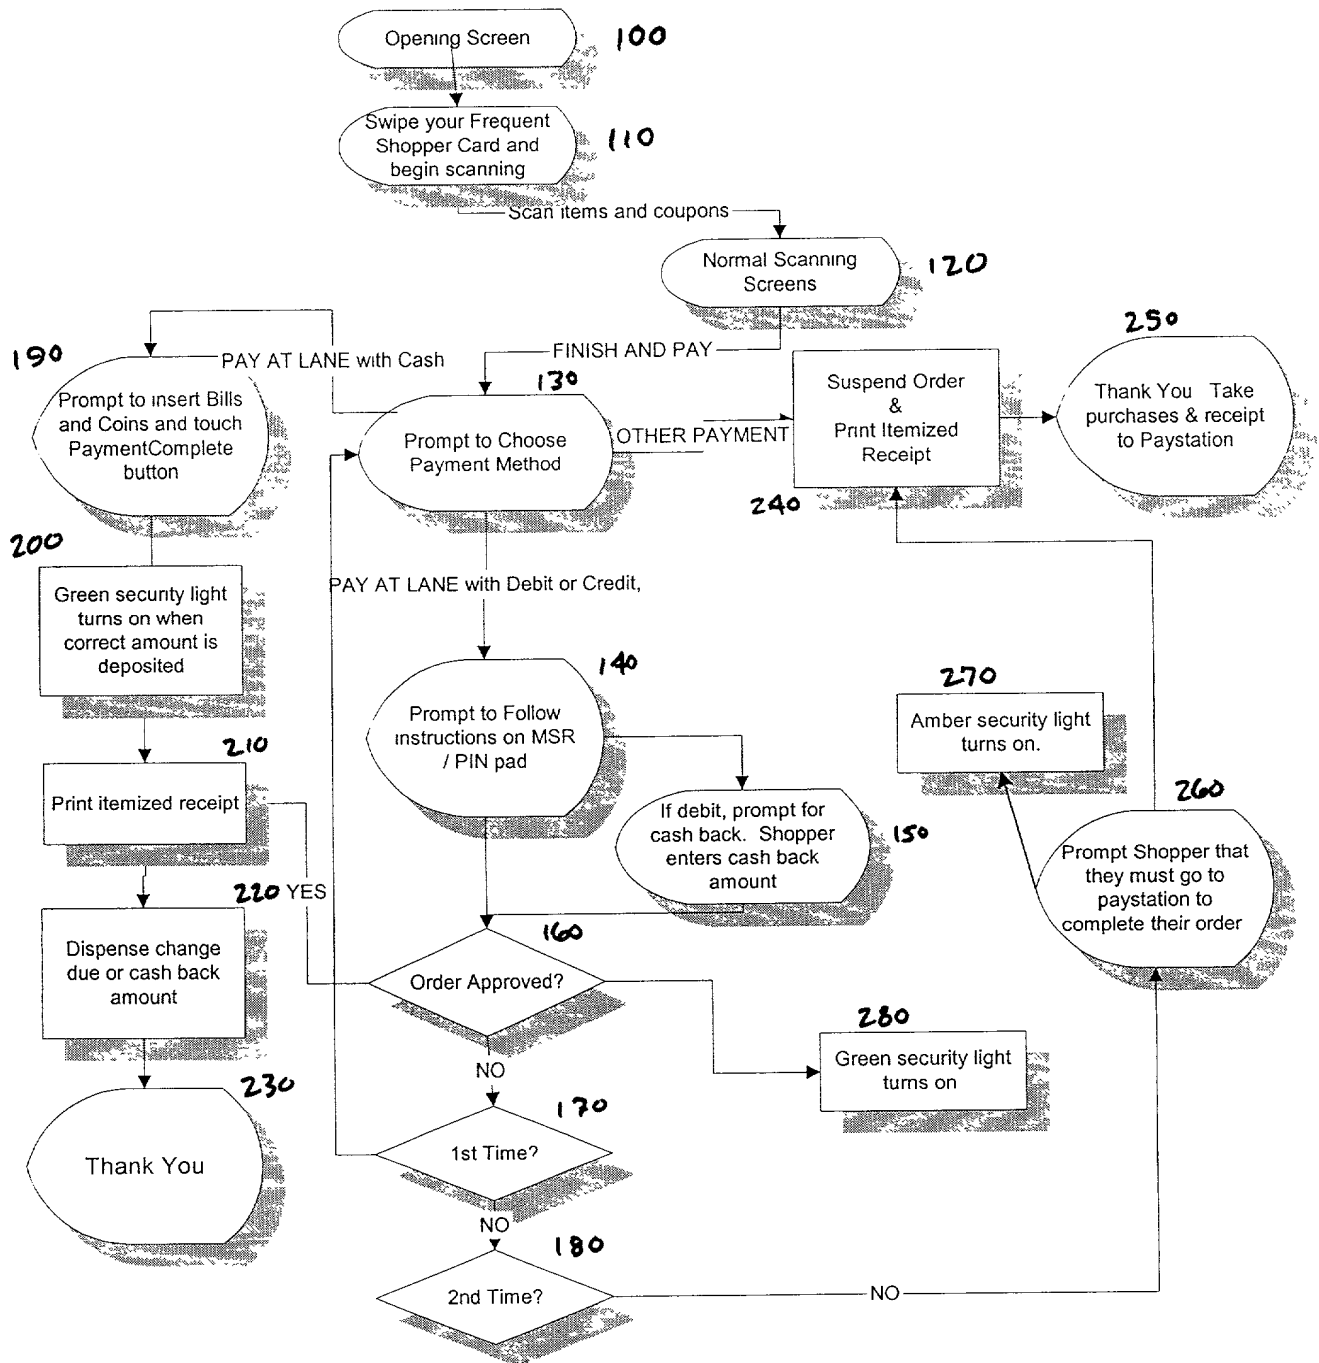 Opening Screen
100
Swipe your Frequent
Shopper Card and
begin scanning
110
Scan items and coupons
Normal Scanning
Screens
120
FINISH AND PAY
PAY AT LANE with Cash
190
Prompt to insert Bills
and Coins and touch
PaymentComplete
button
130
Prompt to Choose
Payment Method
OTHER PAYMENT
Suspend Order
&
Print Itemized
Receipt
240
250
Thank You Take
purchases & receipt
to Paystation
200
Green security light
turns on when
correct amount is
deposited
PAY AT LANE with Debit or Credit,
140
Prompt to Follow
instructions on MSR
/ PIN pad
270
Amber security light
turns on.
210
Print itemized receipt
If debit, prompt for
cash back. Shopper
enters cash back
amount
150
260
Prompt Shopper that
they must go to
paystation to
complete their order
220 YES
Dispense change
due or cash back
amount
160
Order Approved?
280
Green security light
turns on
NO
230
Thank You
170
1st Time?
NO
180
2nd Time?
NO